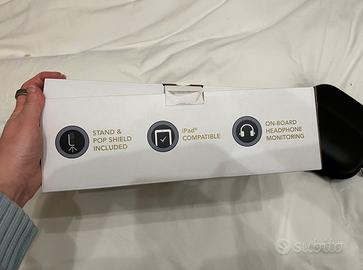 STAND &
POP SHIELD
INCLUDED
iPad®
COMPATIBLE
ON-BOARD
HEADPHONE
MONITORING
subito